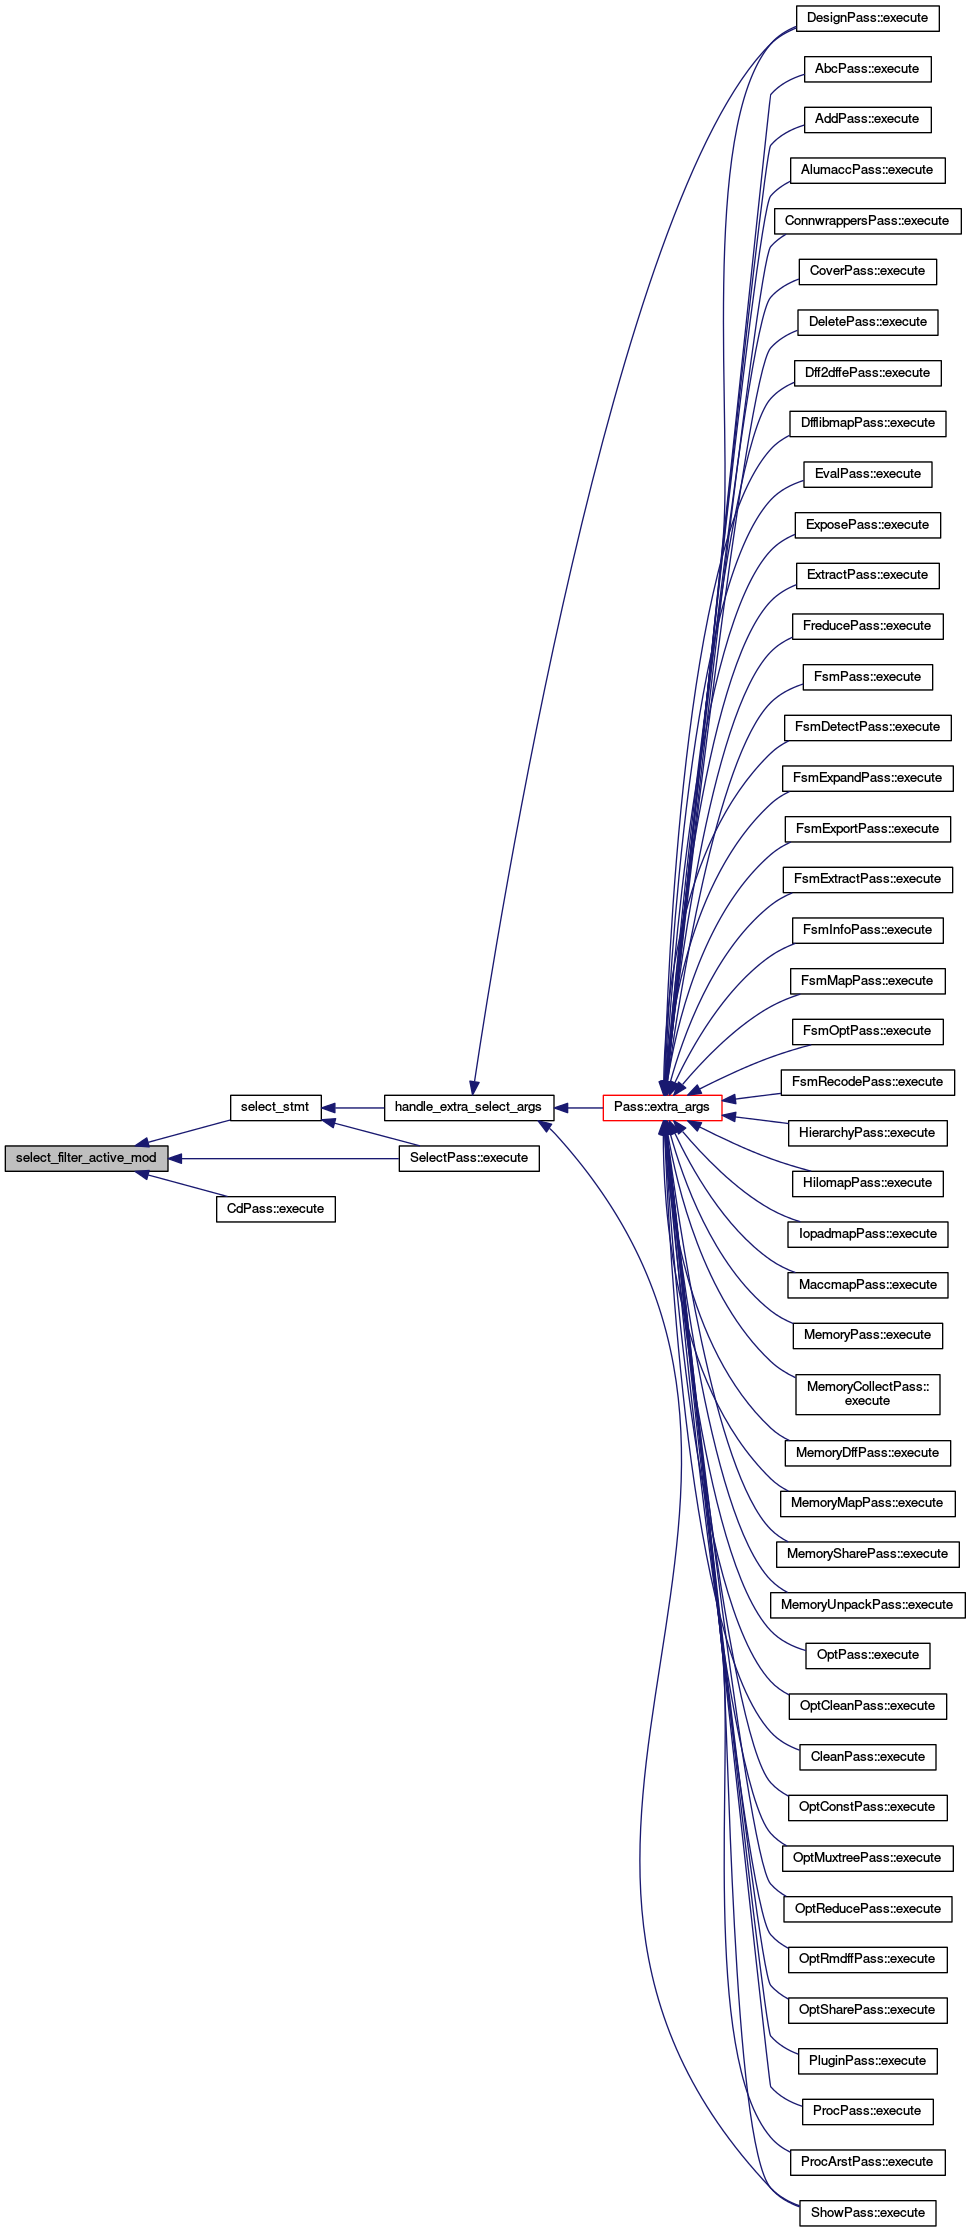 DesignPass::execute
AbcPass::execute
AddPass::execute
AlumaccPass::execute
ConnwrappersPass::execute
CoverPass::execute
DeletePass::execute
Dff2dffePass::execute
DfflibmapPass::execute
EvalPass::execute
ExposePass::execute
ExtractPass::execute
FreducePass::execute
FsmPass::execute
FsmDetectPass::execute
FsmExpandPass::execute
FsmExportPass::execute
FsmExtractPass::execute
FsmInfoPass::execute
FsmMapPass::execute
FsmOptPass::execute
FsmRecodePass::execute
select_stmt
handle_extra_select_args
Pass::extra_args
HierarchyPass::execute
select_filter_active_mod
SelectPass::execute
HilomapPass::execute
CdPass::execute
IopadmapPass::execute
MaccmapPass::execute
MemoryPass::execute
MemoryCollectPass::
execute
MemoryDffPass::execute
MemoryMapPass::execute
MemorySharePass::execute
MemoryUnpackPass::execute
OptPass::execute
OptCleanPass::execute
CleanPass::execute
OptConstPass::execute
OptMuxtreePass::execute
OptReducePass::execute
OptRmdffPass::execute
OptSharePass::execute
PluginPass::execute
ProcPass::execute
ProcArstPass::execute
ShowPass::execute